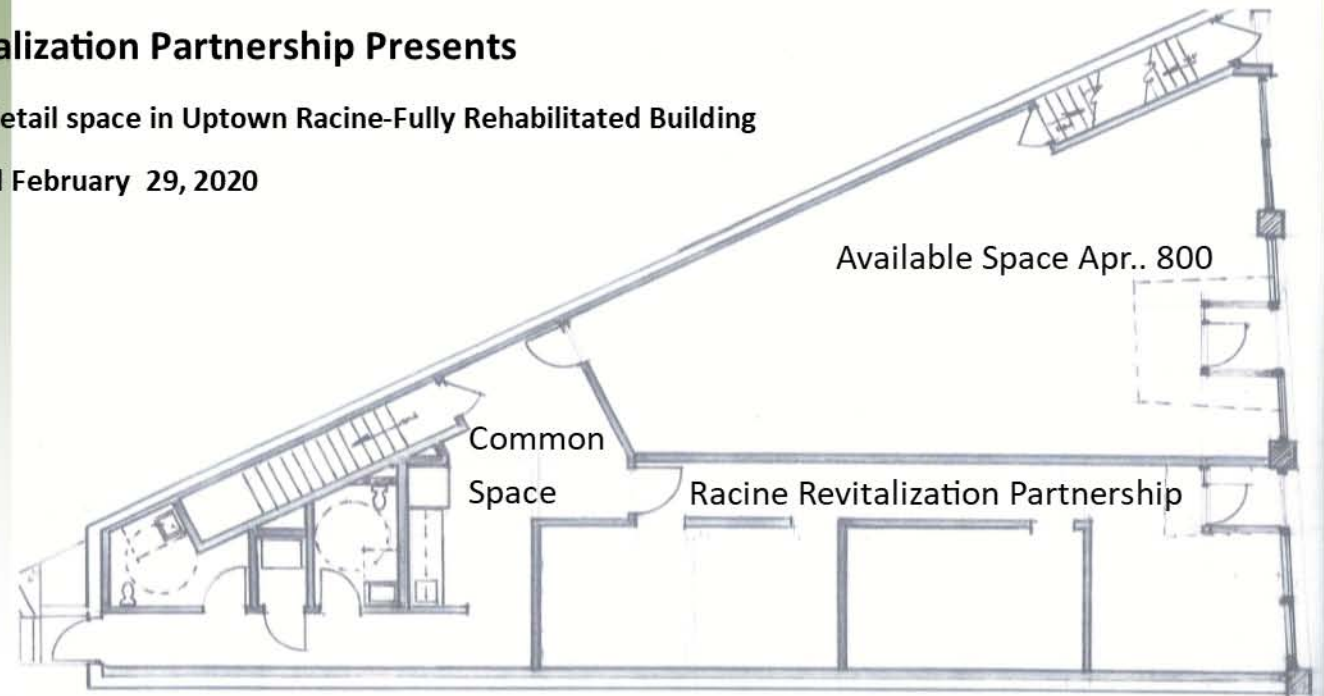 alization Partnership Presents
etail space in Uptown Racine-Fully Rehabilitated Building
February 29, 2020
Available Space Apr.. 800
Common
Space
Racine Revitalization Partnership